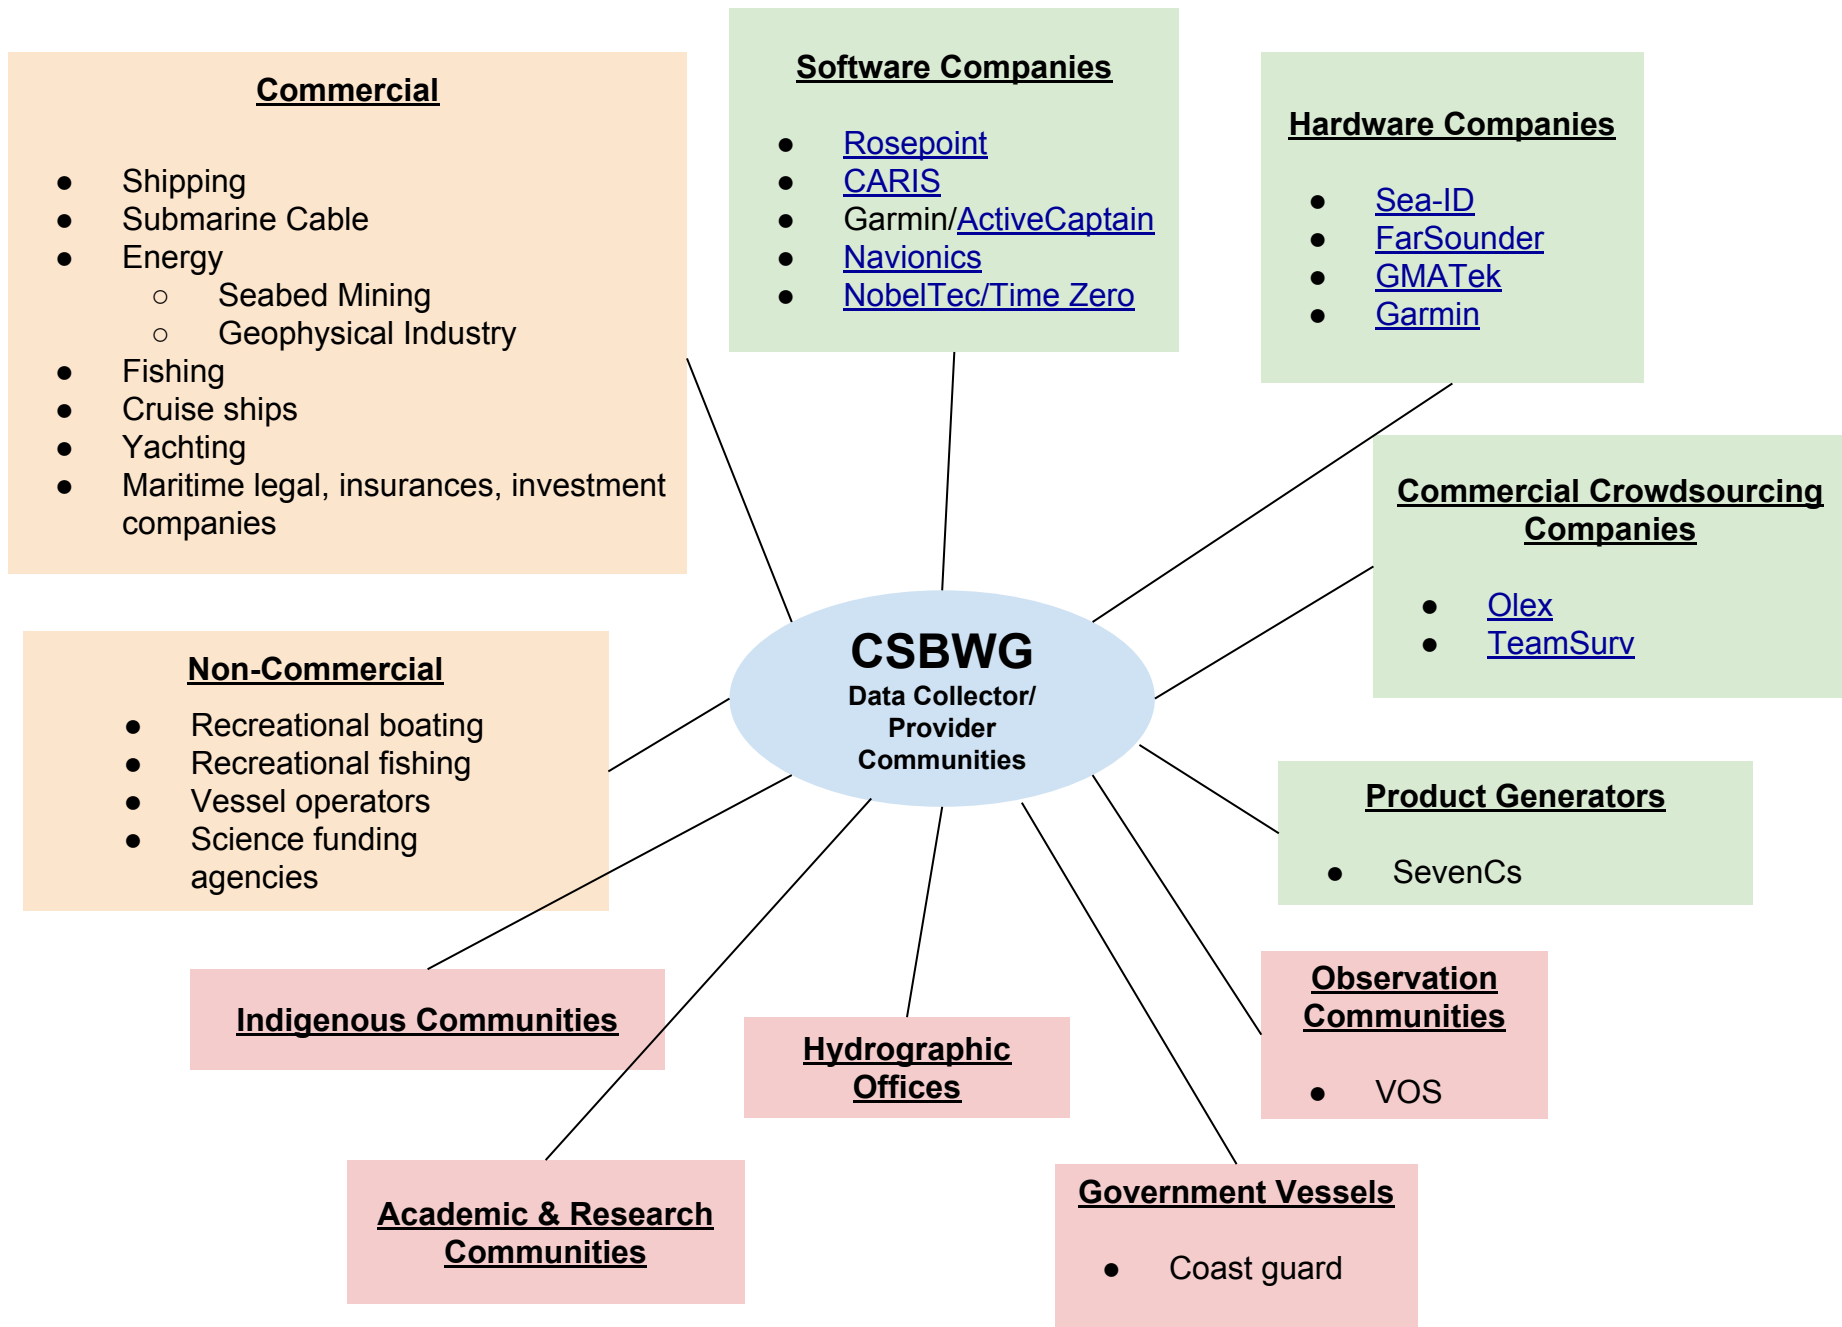 Commercial
● Shipping
● Submarine Cable
● Energy
○ Seabed Mining
○ Geophysical Industry
● Fishing
● Cruise ships
● Yachting
● Maritime legal, insurances, investment
companies
Software Companies
● Rosepoint
● CARIS
● Garmin/ActiveCaptain
● Navionics
● NobelTec/Time Zero
Hardware Companies
● Sea-ID
● FarSounder
● GMATek
● Garmin
Commercial Crowdsourcing
Companies
● Olex
● TeamSurv
Non-Commercial
● Recreational boating
● Recreational fishing
● Vessel operators
● Science funding
agencies
CSBWG
Data Collector/
Provider
Communities
Product Generators
● SevenCs
Indigenous Communities
Hydrographic
Offices
Observation
Communities
● VOS
Academic & Research
Communities
Government Vessels
● Coast guard